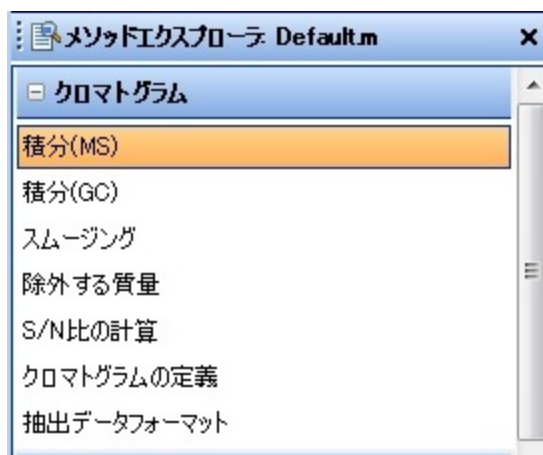 メソッドエクスプローラ: Default.m
クロマトグラム
積分(MS)
積分(GC)
スムージング
除外する質量
S/N比の計算
クロマトグラムの定義
抽出データフォーマット